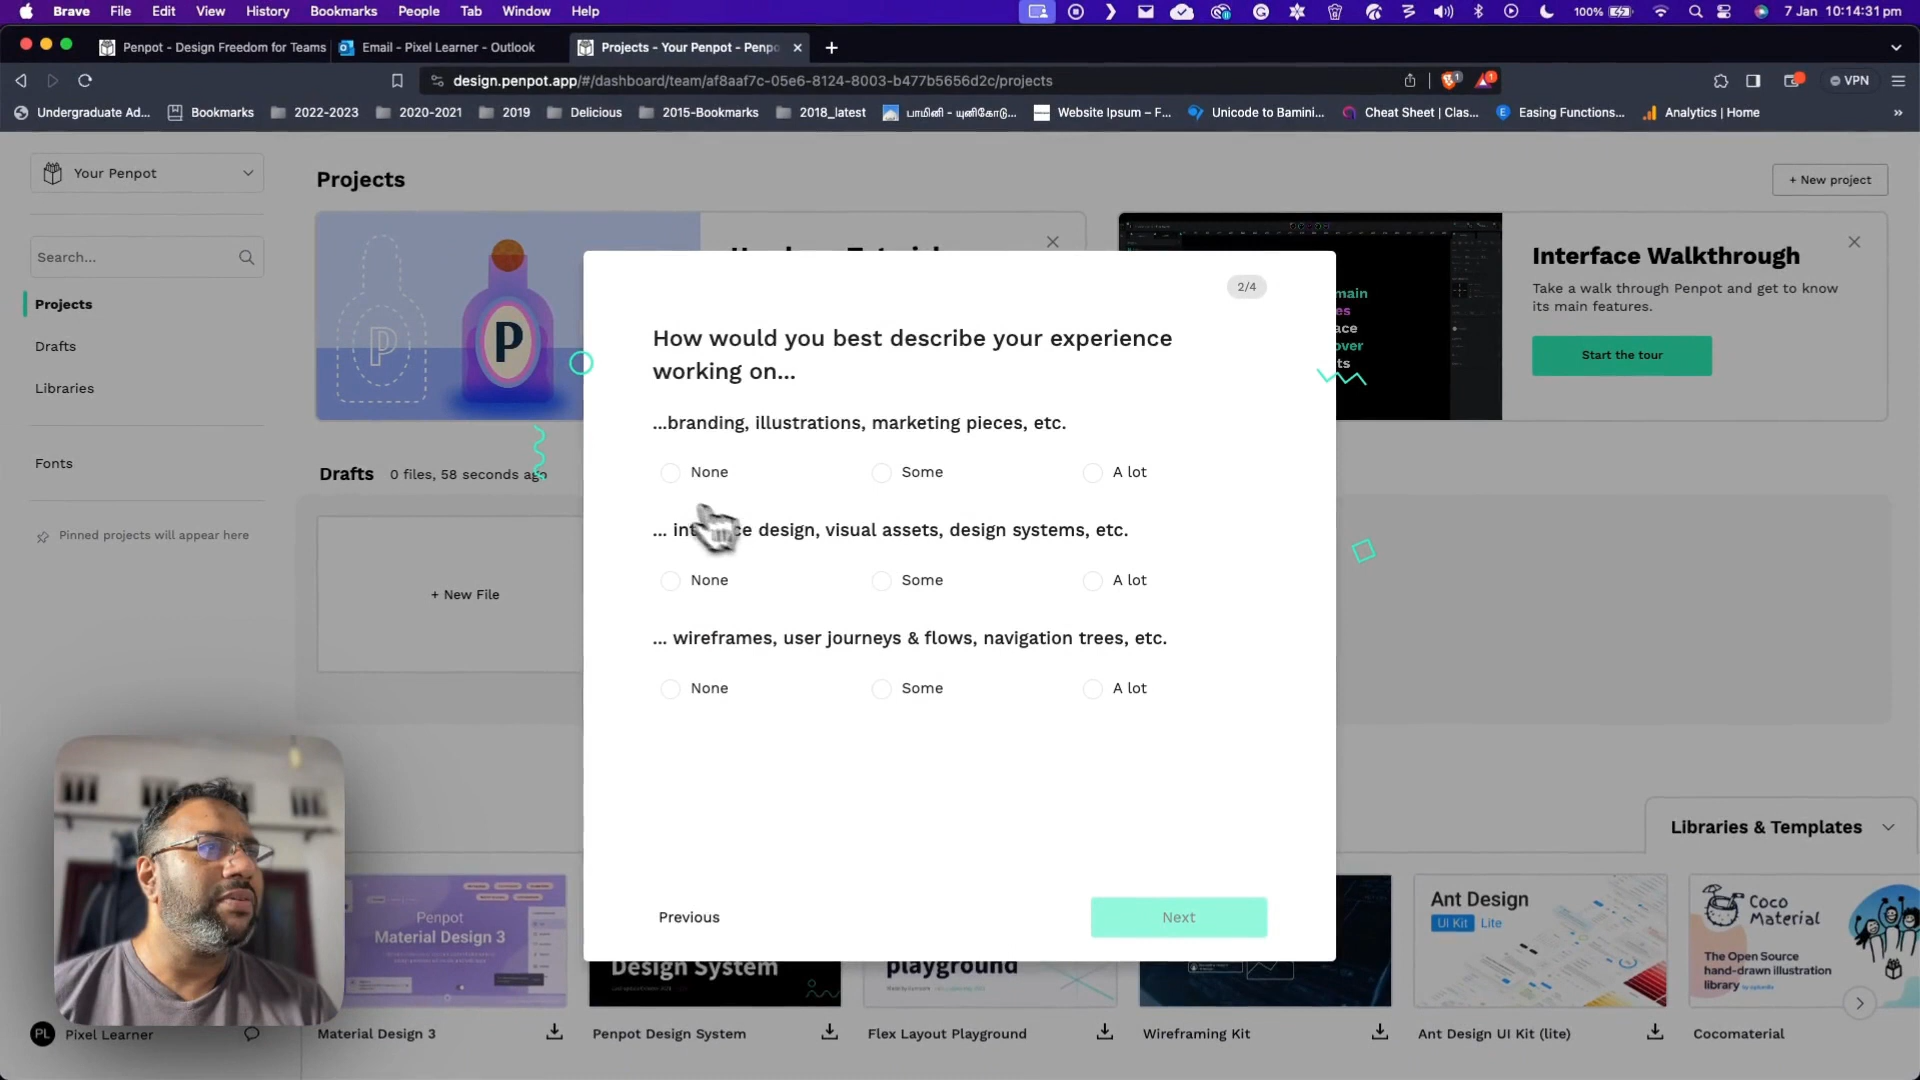 Brave File Edit View History Bookmarks People Tab Window Help
100% 7 Jan 10:14:31 pm
Penpot - Design Freedom for Teams
Email - Pixel Learner - Outlook
Projects - Your Penpot - Penpo
design.penpot.app/#/dashboard/team/af8aaf7c-05e6-8124-8003-b477b5656d2c/projects
VPN
Undergraduate Ad... Bookmarks 2022-2023 2020-2021 2019 Delicious 2015-Bookmarks 2018_latest பாமினி - யுனிகோடு... Website Ipsum – F... Unicode to Bamini... Cheat Sheet | Clas... Easing Functions... Analytics | Home
Your Penpot
Projects
+ New project
Search...
Projects
Drafts
Libraries
Fonts
Pinned projects will appear here
P
P
Interface Walkthrough
Take a walk through Penpot and get to know
its main features.
Start the tour
Drafts 0 files, 58 seconds ago
+ New File
2/4
How would you best describe your experience
working on...
...branding, illustrations, marketing pieces, etc.
None Some A lot
... design, visual assets, design systems, etc.
None Some A lot
... wireframes, user journeys & flows, navigation trees, etc.
None Some A lot
Previous
Next
Libraries & Templates
Penpot
Material Design 3
Design System
playground
Ant Design
UI Kit Lite
Coco
Material
The Open Source
hand-drawn illustration
library
PL Pixel Learner
Material Design 3
Penpot Design System
Flex Layout Playground
Wireframing Kit
Ant Design UI Kit (lite)
Cocomaterial